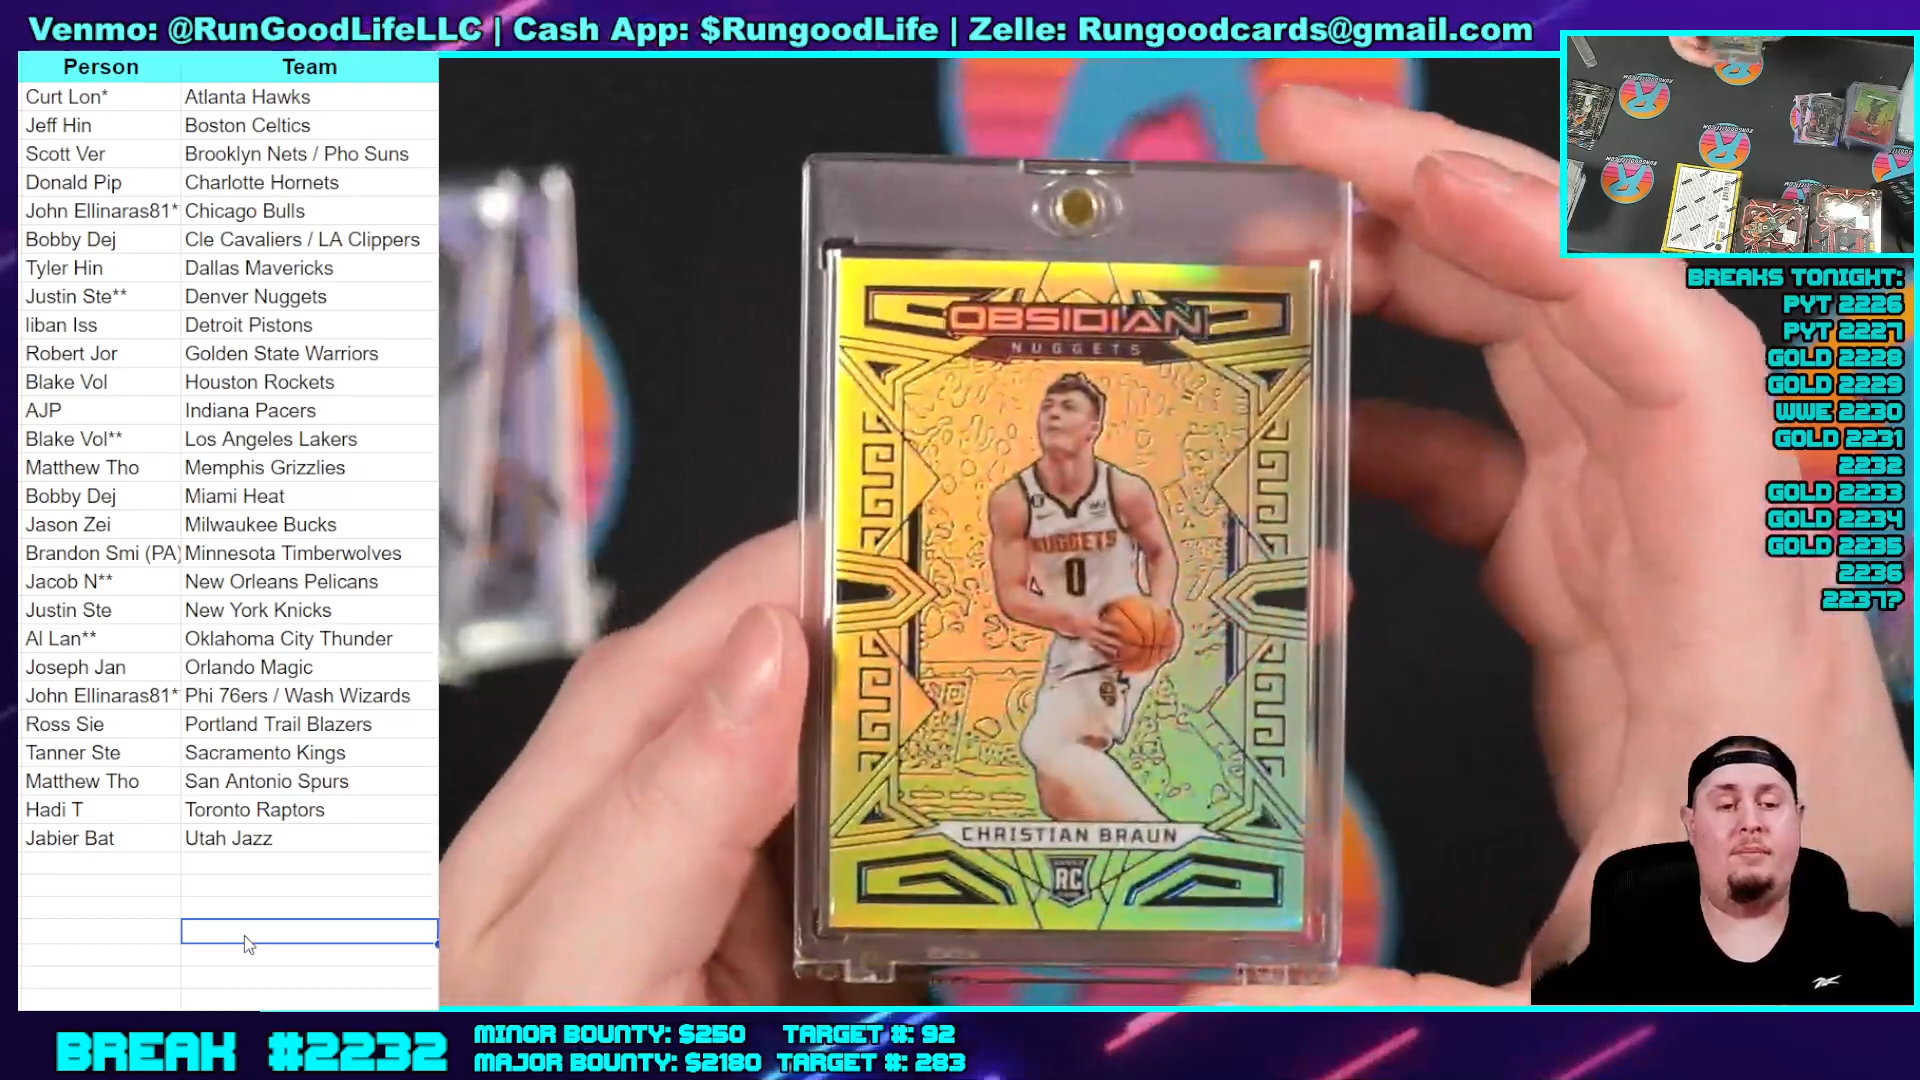 Venmo: @RunGoodLifeLLC | Cash App: $RungoodLife | Zelle: Rungoodcards@gmail.com
Person Team
Curt Lon* Atlanta Hawks
Jeff Hin Boston Celtics
Scott Ver Brooklyn Nets / Pho Suns
Donald Pip Charlotte Hornets
John Ellinaras81* Chicago Bulls
Bobby Dej Cle Cavaliers / LA Clippers
Tyler Hin Dallas Mavericks
Justin Ste** Denver Nuggets
liban Iss Detroit Pistons
Robert Jor Golden State Warriors
Blake Vol Houston Rockets
AJP Indiana Pacers
Blake Vol** Los Angeles Lakers
Matthew Tho Memphis Grizzlies
Bobby Dej Miami Heat
Jason Zei Milwaukee Bucks
Brandon Smi (PA) Minnesota Timberwolves
Jacob N** New Orleans Pelicans
Justin Ste New York Knicks
Al Lan** Oklahoma City Thunder
Joseph Jan Orlando Magic
John Ellinaras81* Phi 76ers / Wash Wizards
Ross Sie Portland Trail Blazers
Tanner Ste Sacramento Kings
Matthew Tho San Antonio Spurs
Hadi T Toronto Raptors
Jabier Bat Utah Jazz
OBSIDIAN
NUGGETS
NUGGETS
0
CHRISTIAN BRAUN
RC
BREAKS TONIGHT:
PYT 2226
PYT 2227
GOLD 2228
GOLD 2229
WWE 2230
GOLD 2231
2232
GOLD 2233
GOLD 2234
GOLD 2235
2236
2237?
BREAK #2232
MINOR BOUNTY: $250 TARGET #: 92
MAJOR BOUNTY: $2180 TARGET #: 283